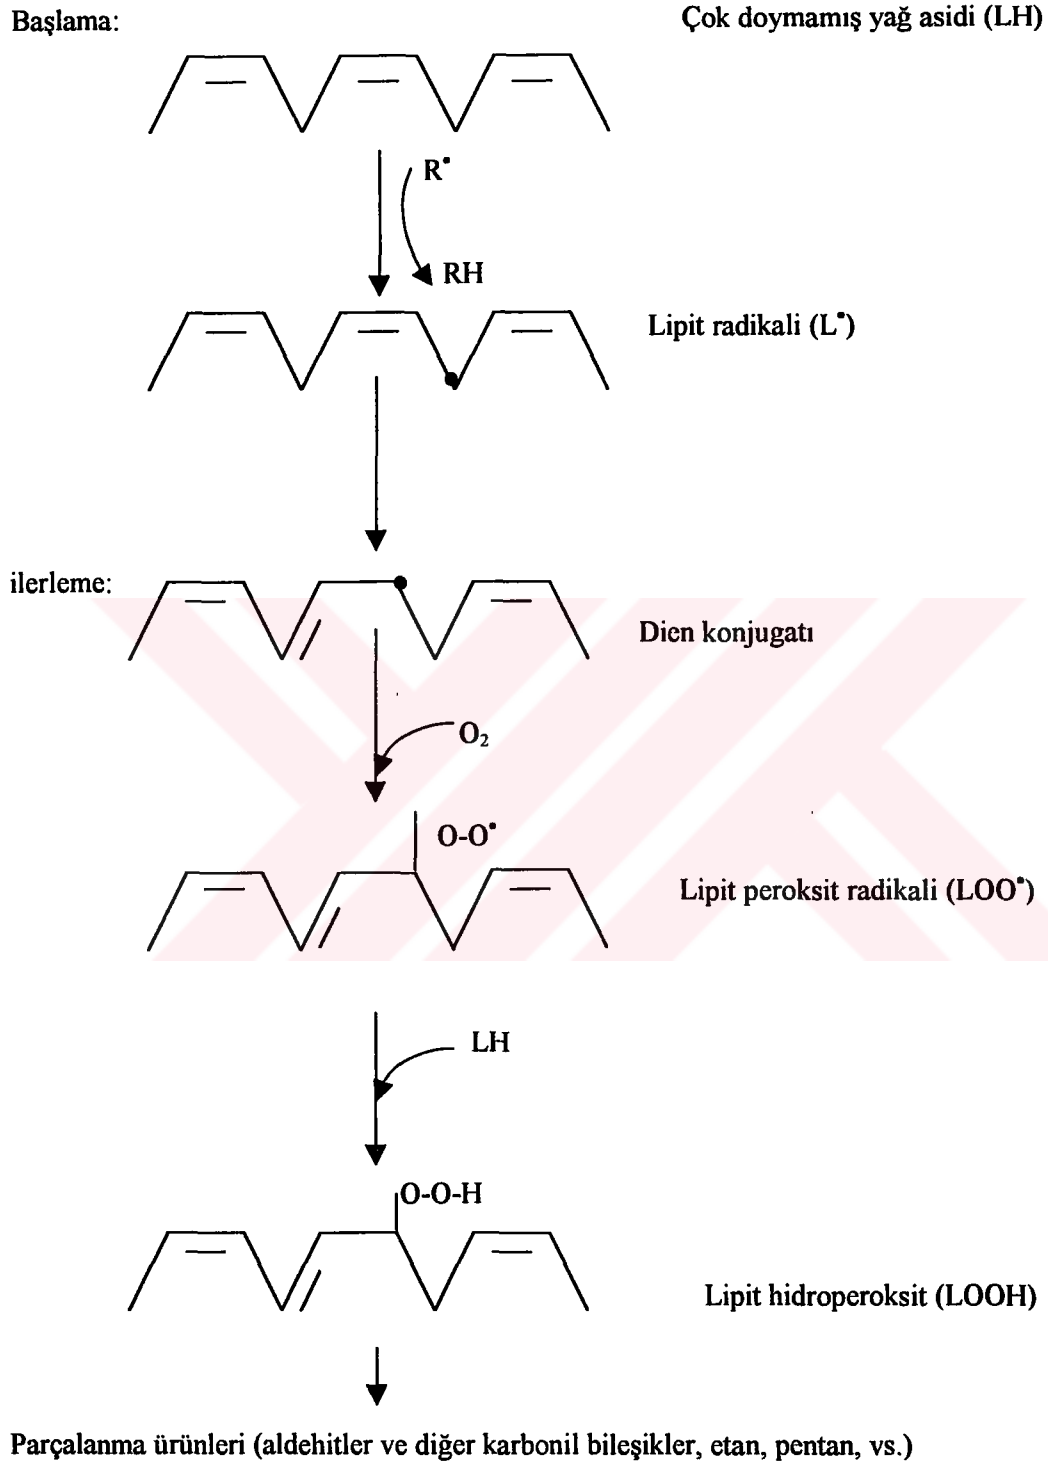 Başlama:
Çok doymamış yağ asidi (LH)
R•
RH
Lipit radikali (L•)
ilerleme:
Dien konjugatı
O₂
O-O•
Lipit peroksit radikali (LOO•)
LH
O-O-H
Lipit hidroperoksit (LOOH)
Parçalanma ürünleri (aldehitler ve diğer karbonil bileşikler, etan, pentan, vs.)